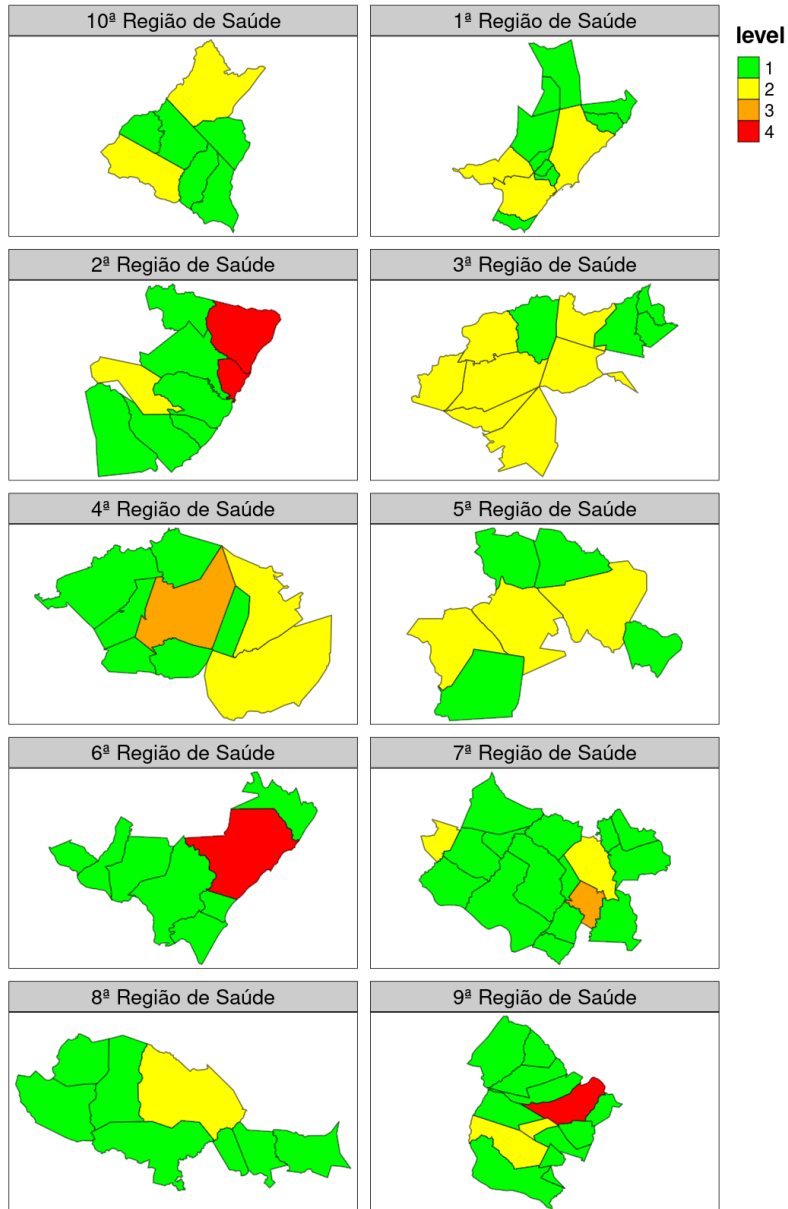 10ª Região de Saúde
1ª Região de Saúde
level
1
2
3
4
2ª Região de Saúde
3ª Região de Saúde
4ª Região de Saúde
5ª Região de Saúde
6ª Região de Saúde
7ª Região de Saúde
8ª Região de Saúde
9ª Região de Saúde